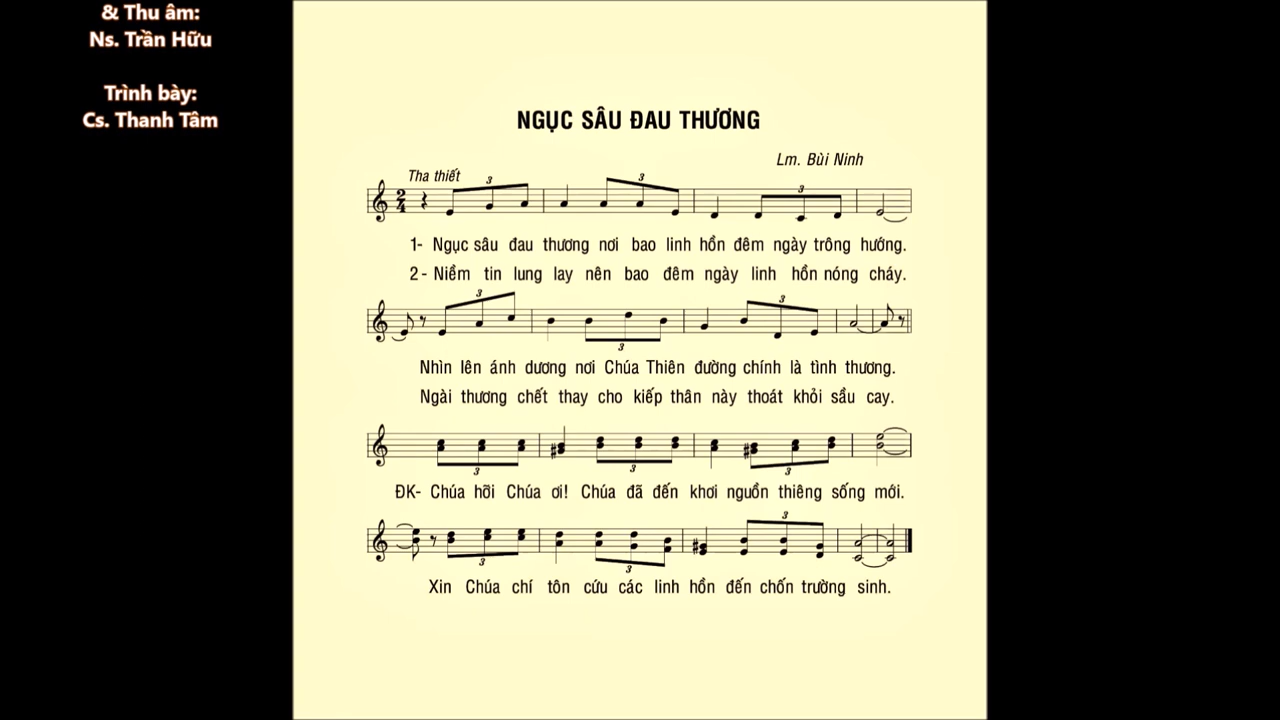 & Thu âm:
Ns. Trần Hữu
Trình bày:
Cs. Thanh Tâm
NGỤC SÂU ĐAU THƯƠNG
Lm. Bùi Ninh
Tha thiết
1- Ngục sâu đau thương nơi bao linh hồn đêm ngày trông hướng.
2- Niềm tin lung lay nên bao đêm ngày linh hồn nóng cháy.
Nhìn lên ánh dương nơi Chúa Thiên đường chính là tình thương.
Ngài thương chết thay cho kiếp thân này thoát khỏi sầu cay.
ĐK- Chúa hỡi Chúa ơi! Chúa đã đến khơi nguồn thiêng sống mới.
Xin Chúa chí tôn cứu các linh hồn đến chốn trường sinh.